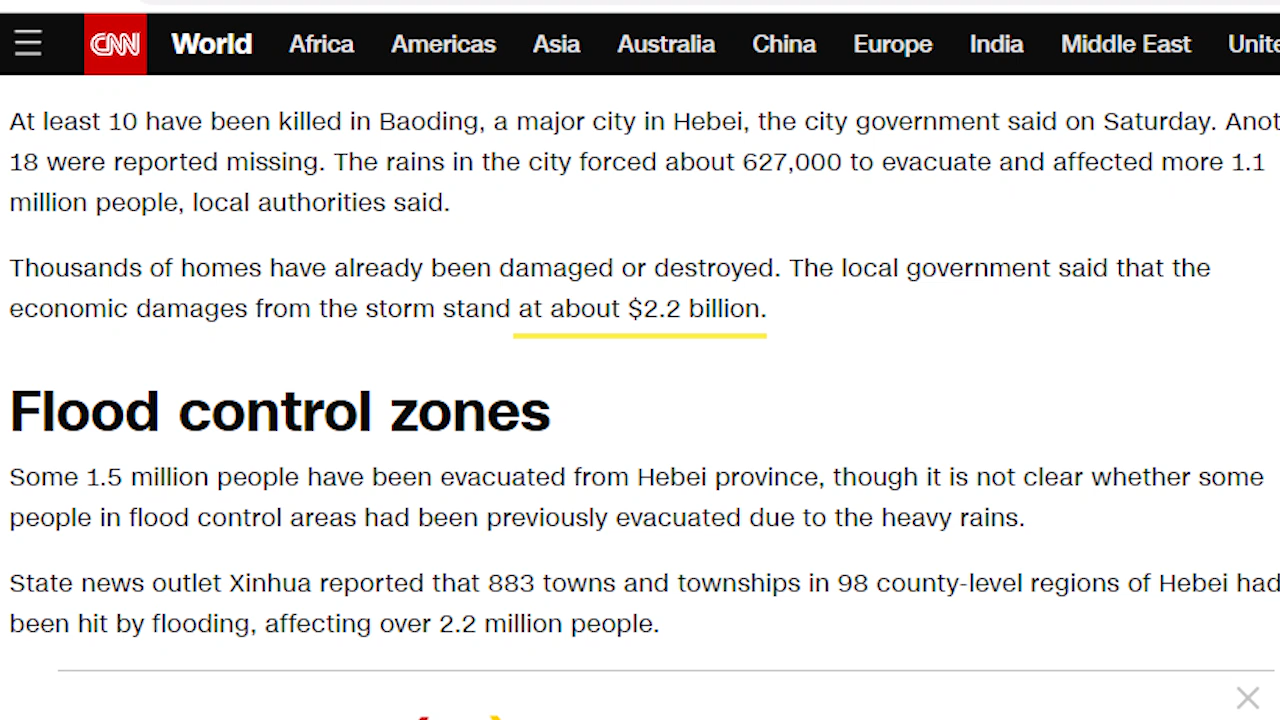 CNN World Africa Americas Asia Australia China Europe India Middle East Unite
At least 10 have been killed in Baoding, a major city in Hebei, the city government said on Saturday. Anot
18 were reported missing. The rains in the city forced about 627,000 to evacuate and affected more 1.1
million people, local authorities said.
Thousands of homes have already been damaged or destroyed. The local government said that the
economic damages from the storm stand at about $2.2 billion.
Flood control zones
Some 1.5 million people have been evacuated from Hebei province, though it is not clear whether some
people in flood control areas had been previously evacuated due to the heavy rains.
State news outlet Xinhua reported that 883 towns and townships in 98 county-level regions of Hebei had
been hit by flooding, affecting over 2.2 million people.